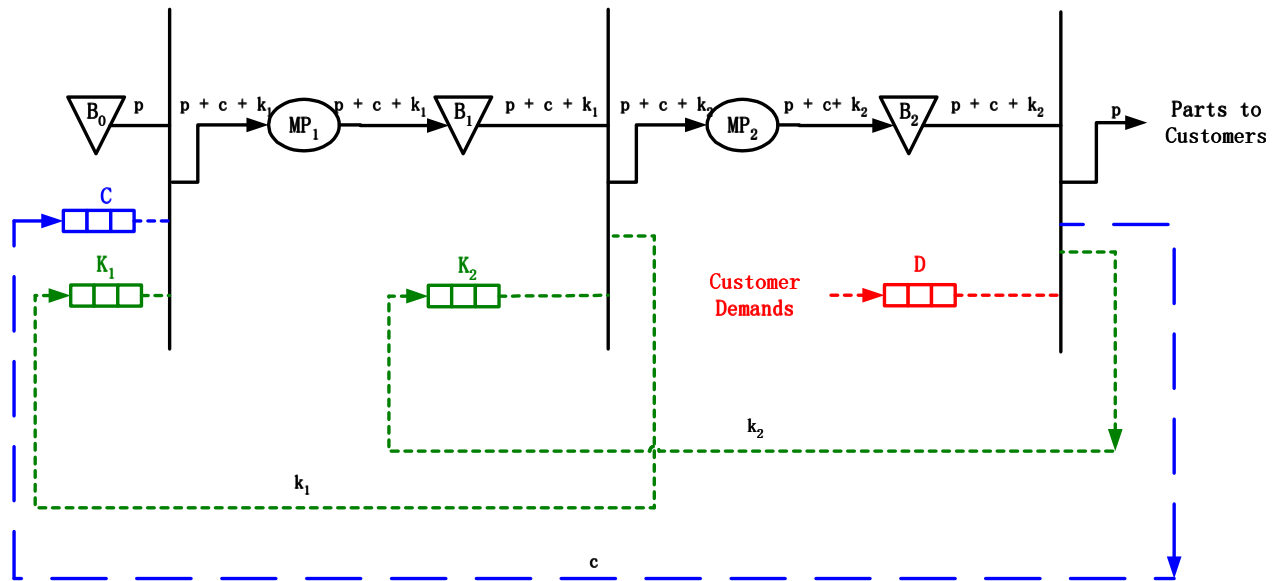 B₀
p
p + c + k₁
MP₁
p + c + k₁
B₁
p + c + k₁
p + c + k₂
MP₂
p + c+ k₂
B₂
p + c + k₂
p
Parts to
Customers
C
K₁
K₂
Customer
Demands
D
k₂
k₁
c